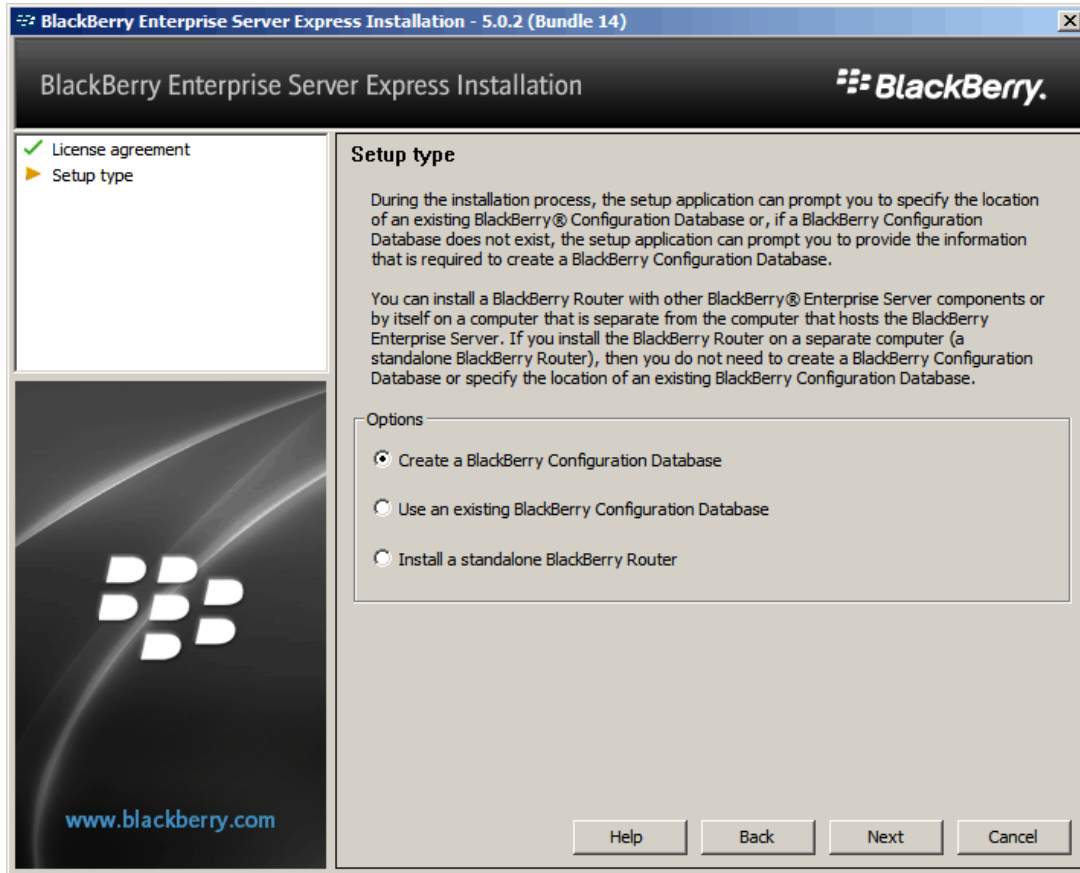 BlackBerry Enterprise Server Express Installation - 5.0.2 (Bundle 14)
BlackBerry Enterprise Server Express Installation
BlackBerry.
License agreement
Setup type
Setup type
During the installation process, the setup application can prompt you to specify the location
of an existing BlackBerry® Configuration Database or, if a BlackBerry Configuration
Database does not exist, the setup application can prompt you to provide the information
that is required to create a BlackBerry Configuration Database.
You can install a BlackBerry Router with other BlackBerry® Enterprise Server components or
by itself on a computer that is separate from the computer that hosts the BlackBerry
Enterprise Server. If you install the BlackBerry Router on a separate computer (a
standalone BlackBerry Router), then you do not need to create a BlackBerry Configuration
Database or specify the location of an existing BlackBerry Configuration Database.
Options
Create a BlackBerry Configuration Database
Use an existing BlackBerry Configuration Database
Install a standalone BlackBerry Router
www.blackberry.com
Help Back Next Cancel